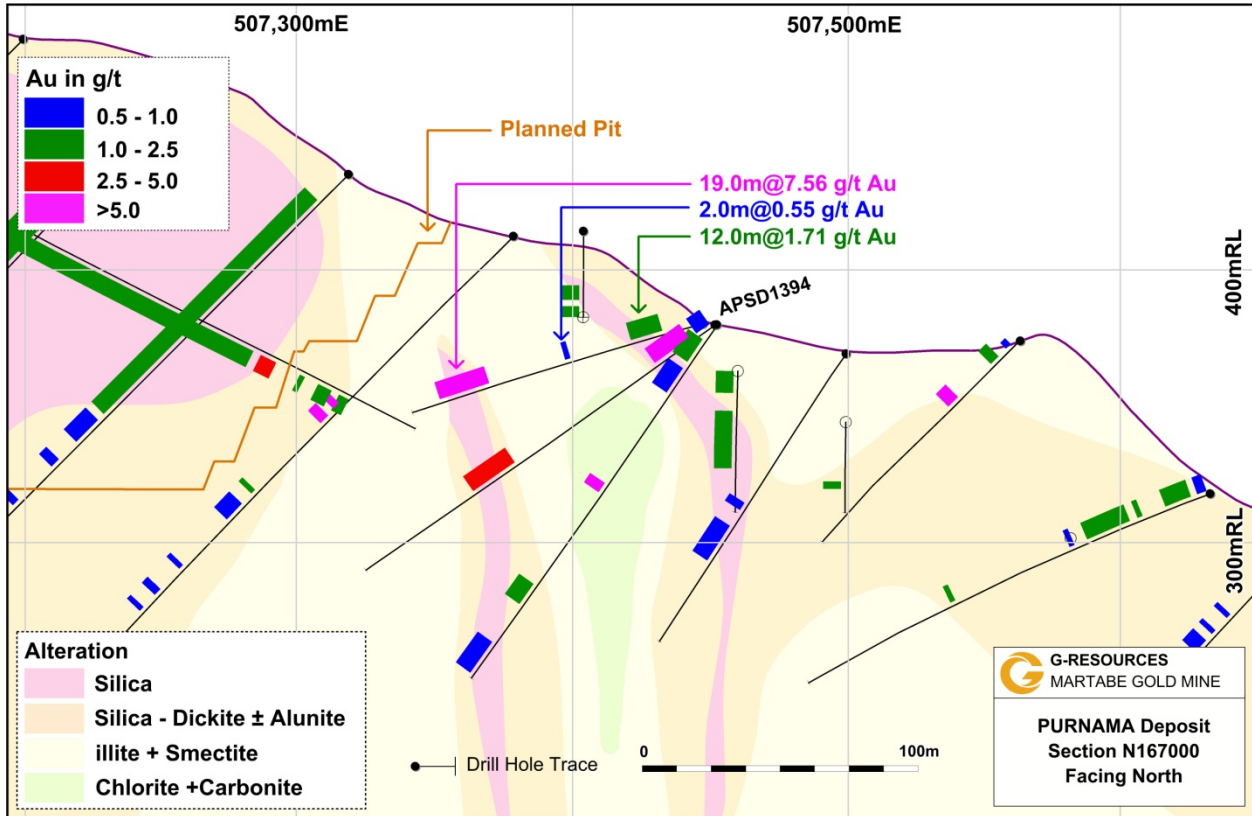 507,300mE
507,500mE
Au in g/t
0.5 - 1.0
1.0 - 2.5
2.5 - 5.0
>5.0
Planned Pit
19.0m@7.56 g/t Au
2.0m@0.55 g/t Au
12.0m@1.71 g/t Au
APSD1394
400mRL
300mRL
Alteration
Silica
Silica - Dickite ± Alunite
illite + Smectite
Chlorite +Carbonite
Drill Hole Trace
0 100m
G-RESOURCES
MARTABE GOLD MINE
PURNAMA Deposit
Section N167000
Facing North